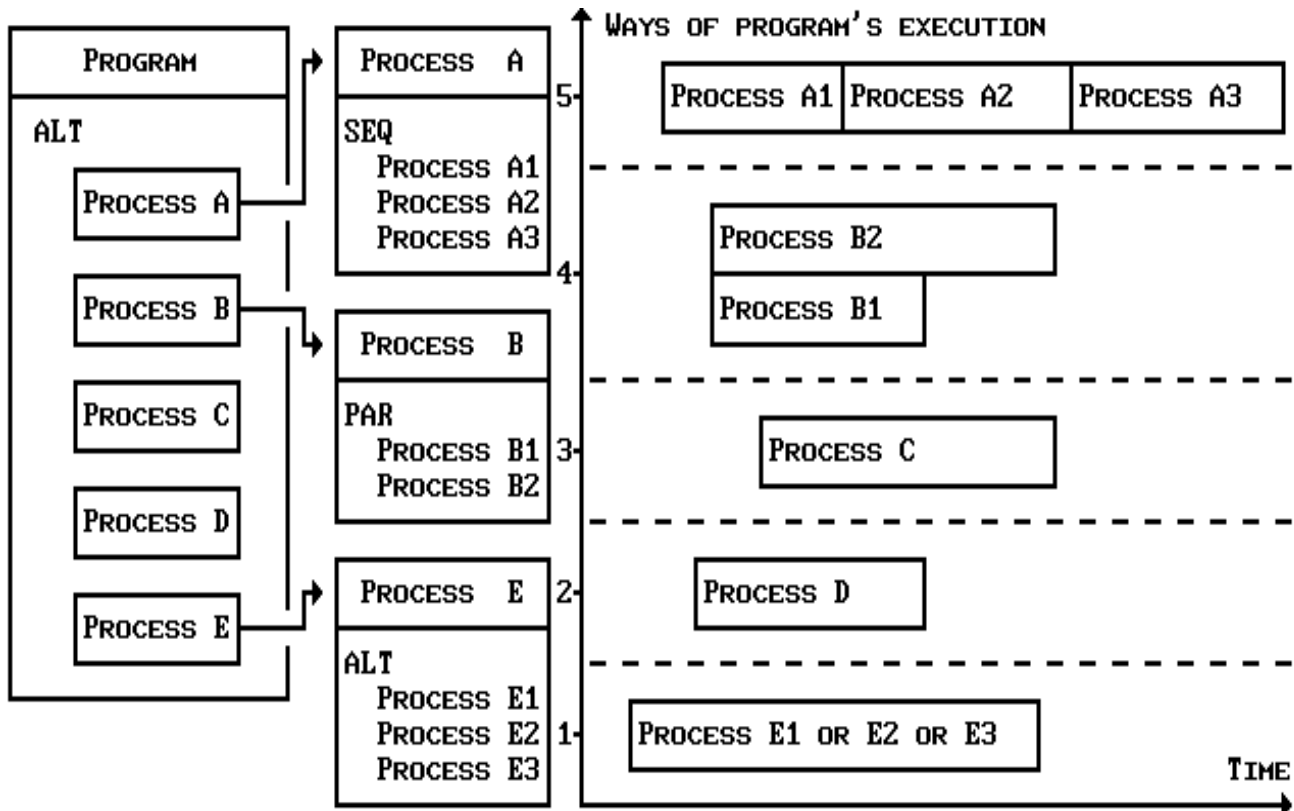 PROGRAM
ALT
PROCESS A
PROCESS B
PROCESS C
PROCESS D
PROCESS E
PROCESS A
SEQ
PROCESS A1
PROCESS A2
PROCESS A3
PROCESS B
PAR
PROCESS B1
PROCESS B2
PROCESS E
ALT
PROCESS E1
PROCESS E2
PROCESS E3
WAYS OF PROGRAM'S EXECUTION
5
PROCESS A1 PROCESS A2 PROCESS A3
4
PROCESS B2
PROCESS B1
3
PROCESS C
2
PROCESS D
1
PROCESS E1 OR E2 OR E3
TIME